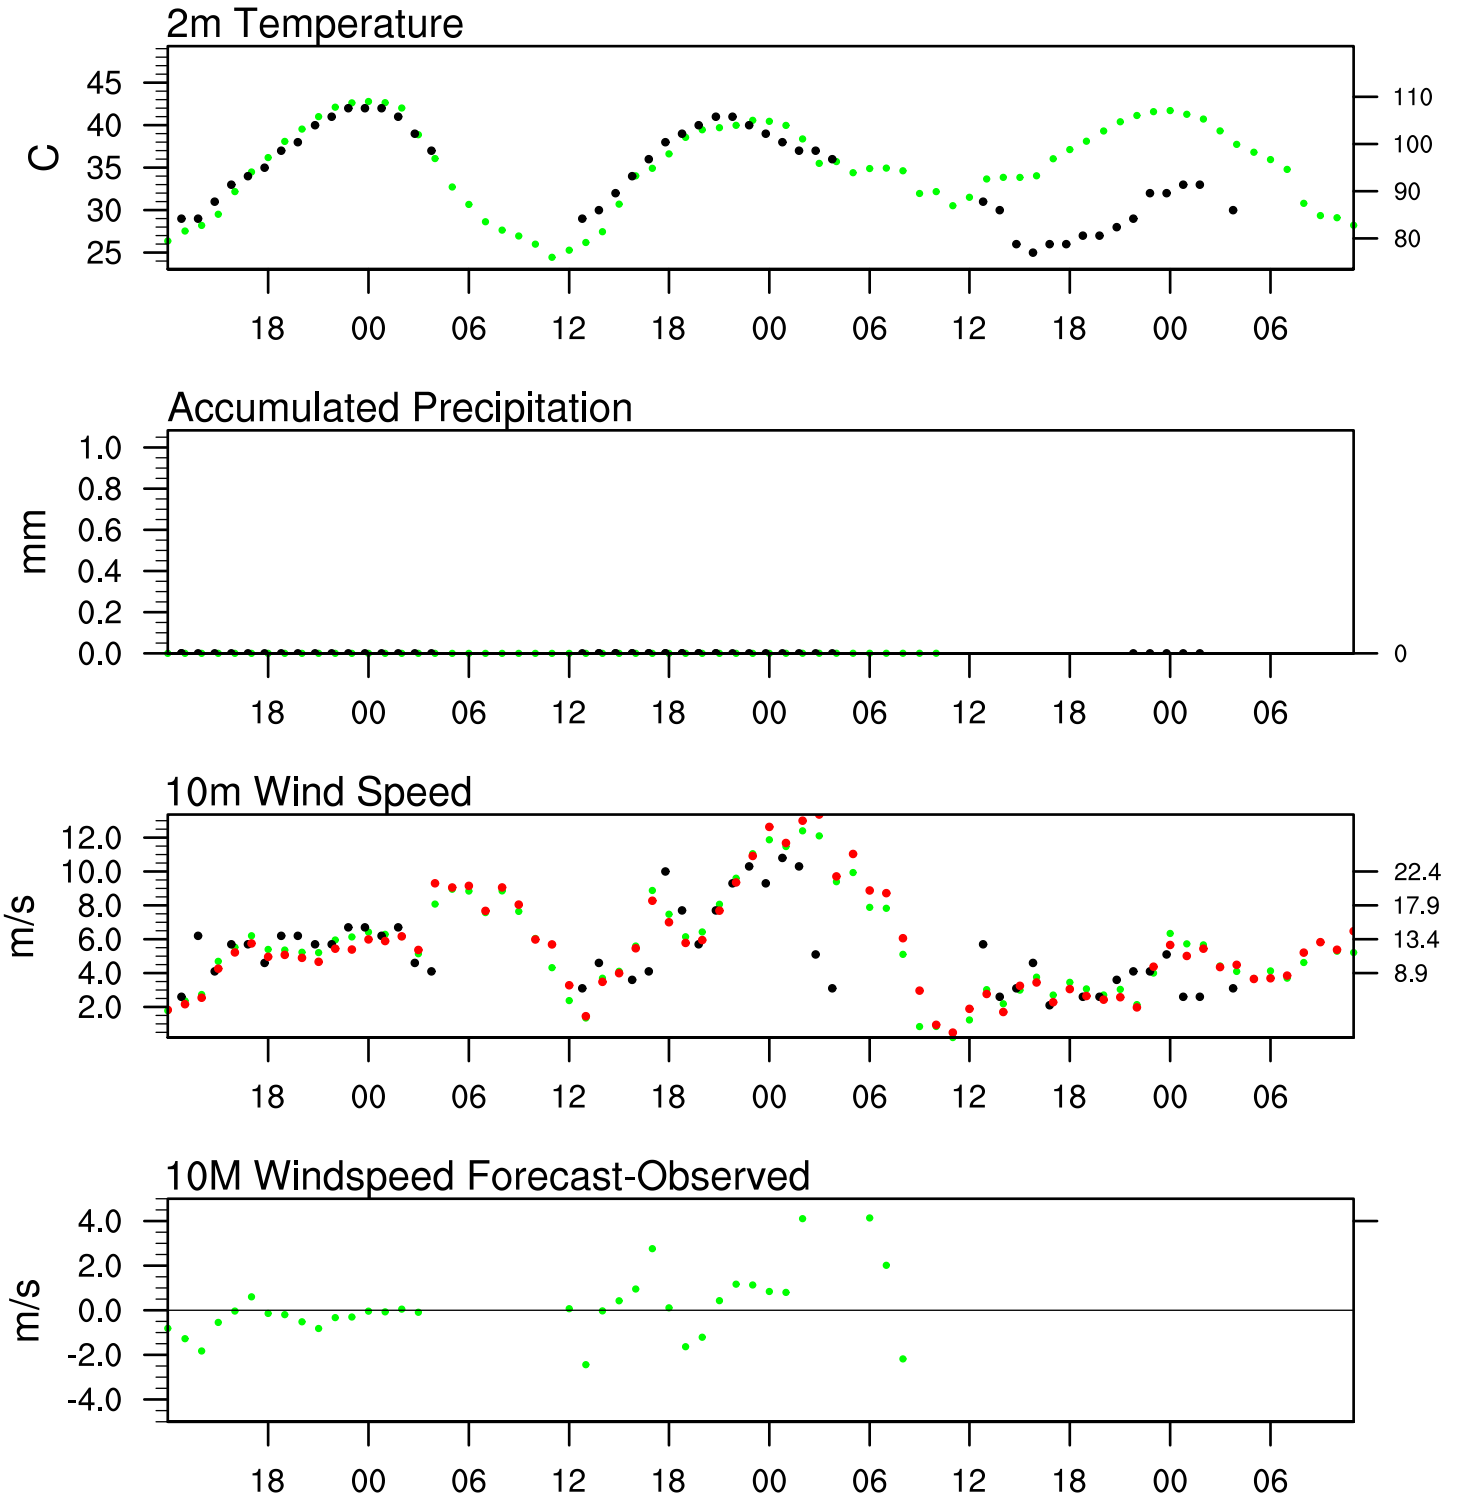 2m Temperature
45
40
35
30
25
C
110
100
90
80
18 00 06 12 18 00 06 12 18 00 06
Accumulated Precipitation
1.0
0.8
0.6
0.4
0.2
0.0
mm
0
18 00 06 12 18 00 06 12 18 00 06
10m Wind Speed
12.0
10.0
8.0
6.0
4.0
2.0
m/s
22.4
17.9
13.4
8.9
18 00 06 12 18 00 06 12 18 00 06
10M Windspeed Forecast-Observed
4.0
2.0
0.0
-2.0
-4.0
m/s
18 00 06 12 18 00 06 12 18 00 06